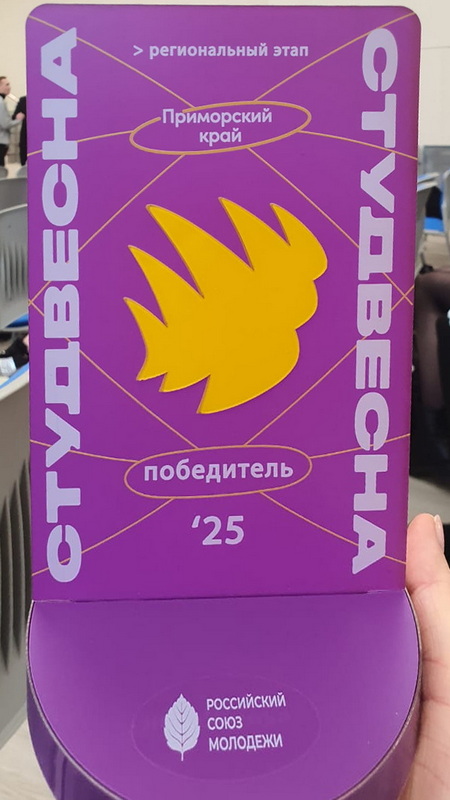 > региональный этап
Приморский
край
СТУДВЕСНА
СТУДВЕСНА
победитель
‘25
РОССИЙСКИЙ
СОЮЗ
МОЛОДЕЖИ